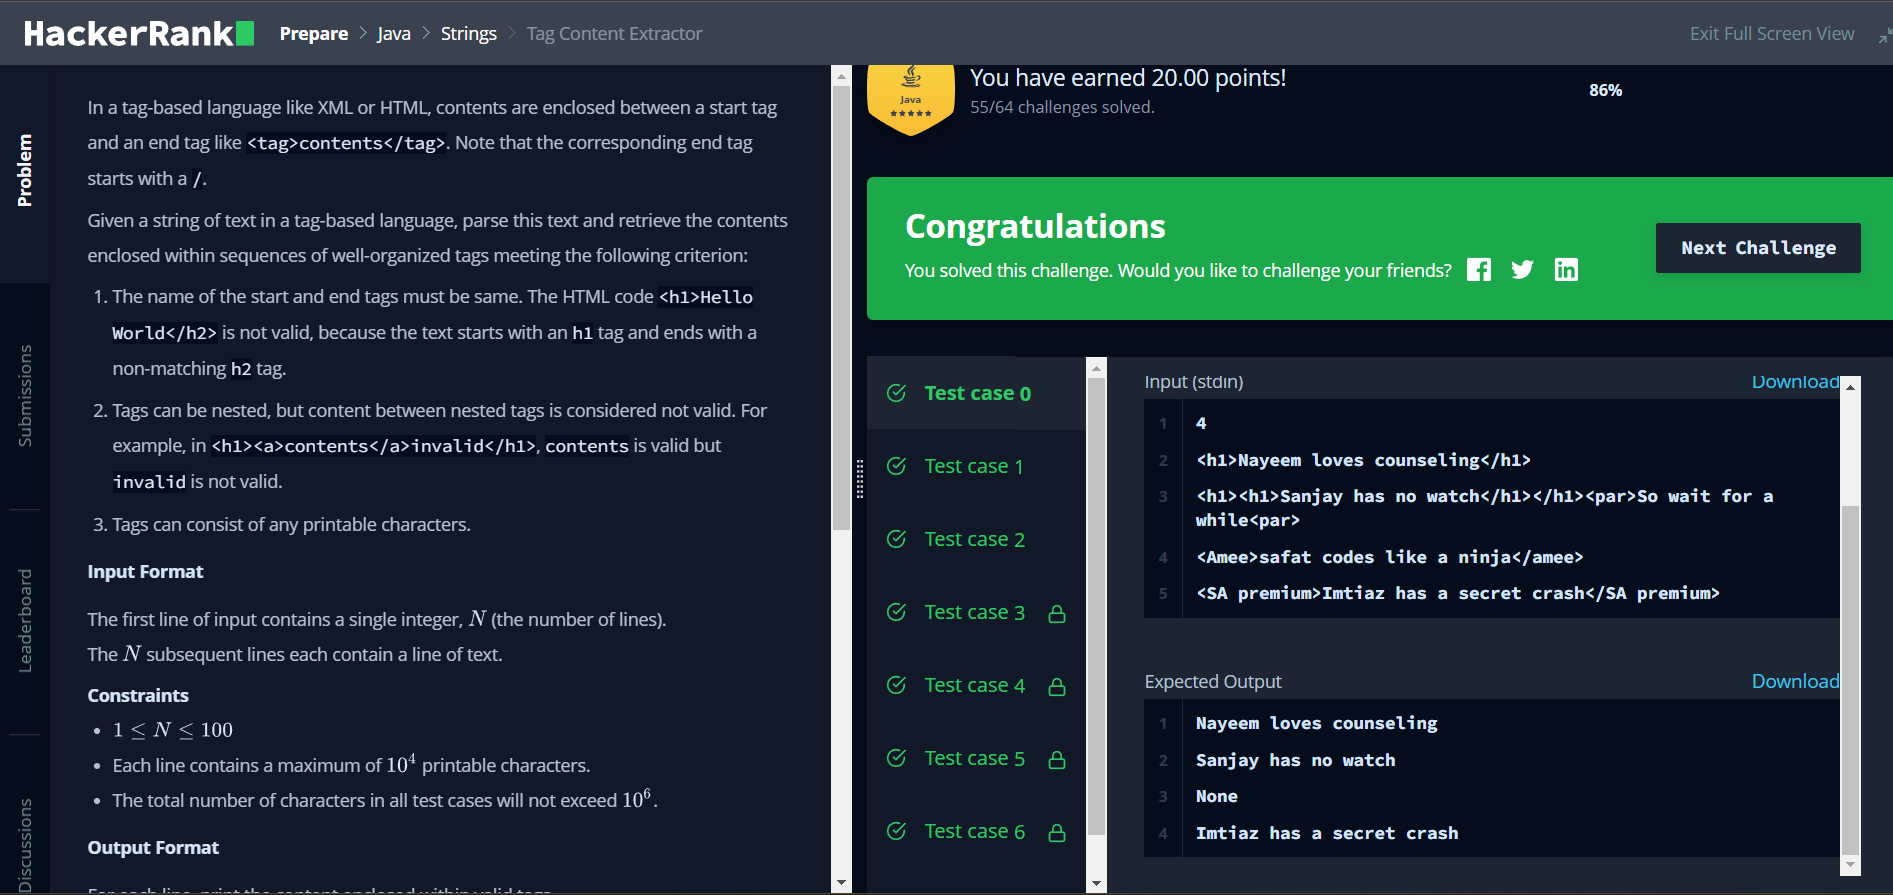 HackerRank
Prepare > Java > Strings > Tag Content Extractor
Exit Full Screen View
Problem
Submissions
Leaderboard
Discussions
In a tag-based language like XML or HTML, contents are enclosed between a start tag
and an end tag like <tag>contents</tag>. Note that the corresponding end tag
starts with a /.
Given a string of text in a tag-based language, parse this text and retrieve the contents
enclosed within sequences of well-organized tags meeting the following criterion:
1. The name of the start and end tags must be same. The HTML code <h1>Hello
World</h2> is not valid, because the text starts with an h1 tag and ends with a
non-matching h2 tag.
2. Tags can be nested, but content between nested tags is considered not valid. For
example, in <h1><a>contents</a>invalid</h1>, contents is valid but
invalid is not valid.
3. Tags can consist of any printable characters.
Input Format
The first line of input contains a single integer, N (the number of lines).
The N subsequent lines each contain a line of text.
Constraints
• 1 ≤ N ≤ 100
• Each line contains a maximum of 10⁴ printable characters.
• The total number of characters in all test cases will not exceed 10⁶.
Output Format
For each line, print the content enclosed within valid tags.
Java
★★★★★
You have earned 20.00 points!
55/64 challenges solved.
86%
Congratulations
You solved this challenge. Would you like to challenge your friends?
Next Challenge
Test case 0
Test case 1
Test case 2
Test case 3
Test case 4
Test case 5
Test case 6
Input (stdin)
Download
1 4
2 <h1>Nayeem loves counseling</h1>
3 <h1><h1>Sanjay has no watch</h1></h1><par>So wait for a
while<par>
4 <Amee>safat codes like a ninja</amee>
5 <SA premium>Imtiaz has a secret crash</SA premium>
Expected Output
Download
1 Nayeem loves counseling
2 Sanjay has no watch
3 None
4 Imtiaz has a secret crash